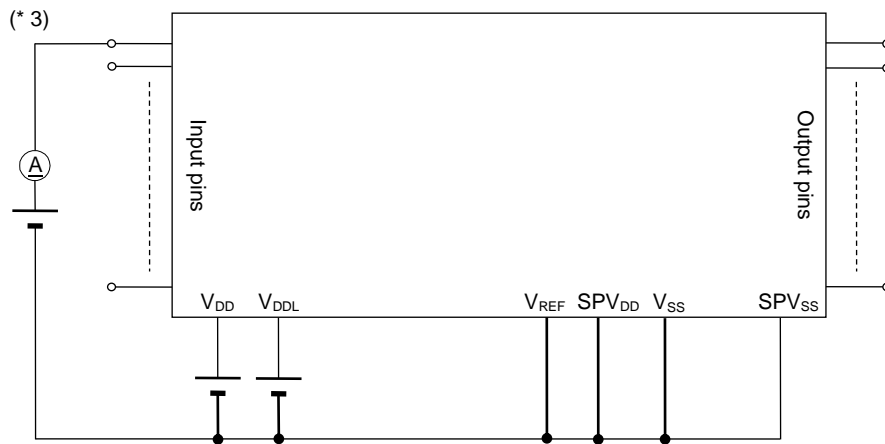 (* 3)
Input pins
Output pins
A
VDD VDDL VREF SPVDD VSS SPVSS